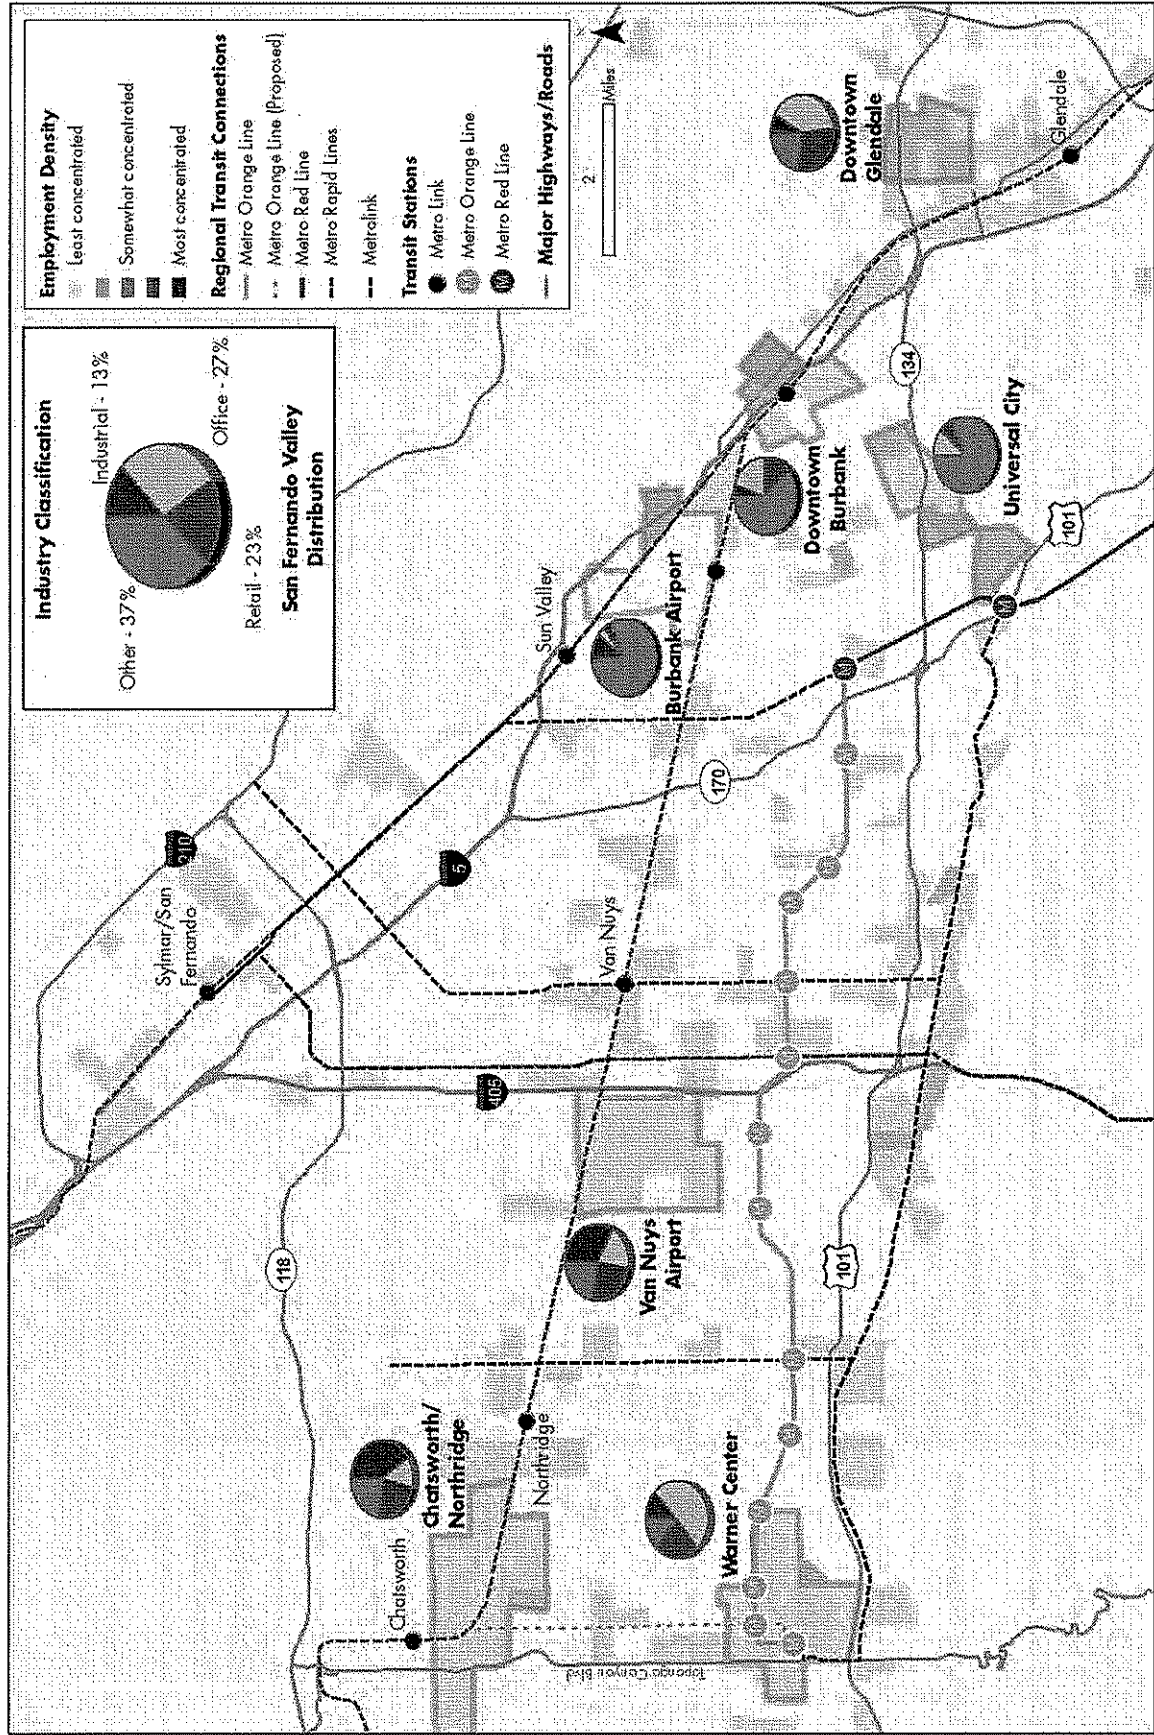 Industry Classification
Other - 37%
Industrial - 13%
Retail - 23%
Office - 27%
San Fernando Valley
Distribution
Employment Density
Least concentrated
Somewhat concentrated
Most concentrated
Regional Transit Connections
Metro Orange Line
Metro Orange Line (Proposed)
Metro Red Line
Metro Rapid Lines
Metrolink
Transit Stations
Metro Link
Metro Orange Line
Metro Red Line
Major Highways/Roads
2
Miles
Sylmar/San
Fernando
210
5
118
405
170
134
101
101
Sun Valley
Burbank Airport
Downtown
Burbank
Universal City
Downtown
Glendale
Glendale
Van Nuys
Van Nuys
Airport
Chatsworth/
Northridge
Northridge
Chatsworth
Warner Center
Topanga Canyon Blvd